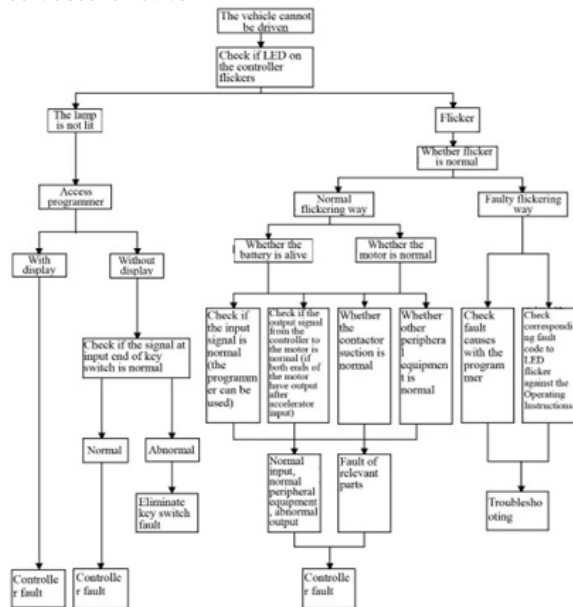 The vehicle cannot
be driven
Check if LED on
the controller
flickers
The lamp
is not lit
Flicker
Whether flicker
is normal
Access
programmer
Normal
flickering way
Faulty flickering
way
With
display
Without
display
Whether the
battery is alive
Whether the
motor is normal
Check if the signal at
input end of key
switch is normal
Check if
the input
signal is
normal
(the
programm
er can be
used)
Check if the
output signal
from the
controller to
the motor is
normal (if
both ends of
the motor
have output
after
accelerator
input)
Whether
the
contactor
suction is
normal
Whether
other
peripher
al
equipmen
t is
normal
Check
fault
causes with
the program
mer
Check
correspondi
ng fault
code to
LED
flicker
against the
Operating
Instructions
Normal
Abnormal
Eliminate
key switch
fault
Normal
input,
normal
peripheral
equipment
, abnormal
output
Fault of
relevant
parts
Troublesho
oting
Controlle
r fault
Controlle
r fault
Controlle
r fault